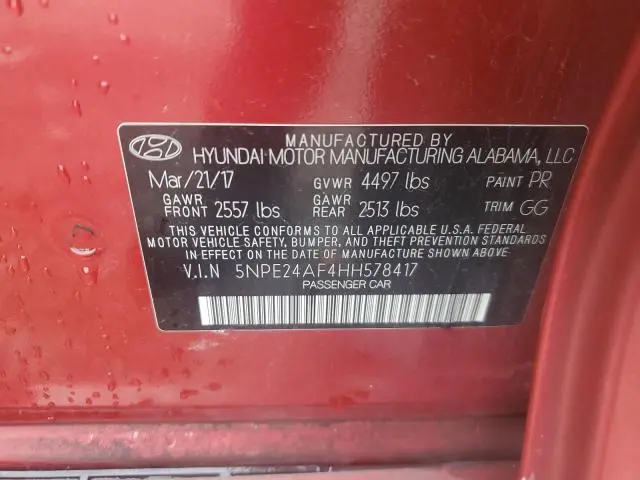 MANUFACTURED BY
HYUNDAI MOTOR MANUFACTURING ALABAMA, LLC
Mar/21/17 GVWR 4497 lbs PAINT PR
GAWR FRONT 2557 lbs GAWR REAR 2513 lbs TRIM GG
THIS VEHICLE CONFORMS TO ALL APPLICABLE U.S.A. FEDERAL
MOTOR VEHICLE SAFETY, BUMPER, AND THEFT PREVENTION STANDARDS
IN EFFECT ON THE DATE OF MANUFACTURE SHOWN ABOVE.
V.I.N 5NPE24AF4HH578417
PASSENGER CAR